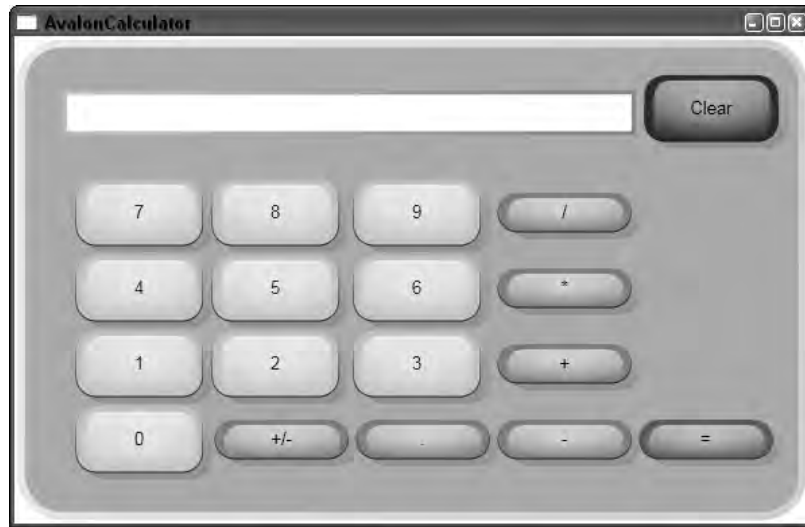 AvalonCalculator
Clear
7 8 9 /
4 5 6 *
1 2 3 +
0 +/- . - =